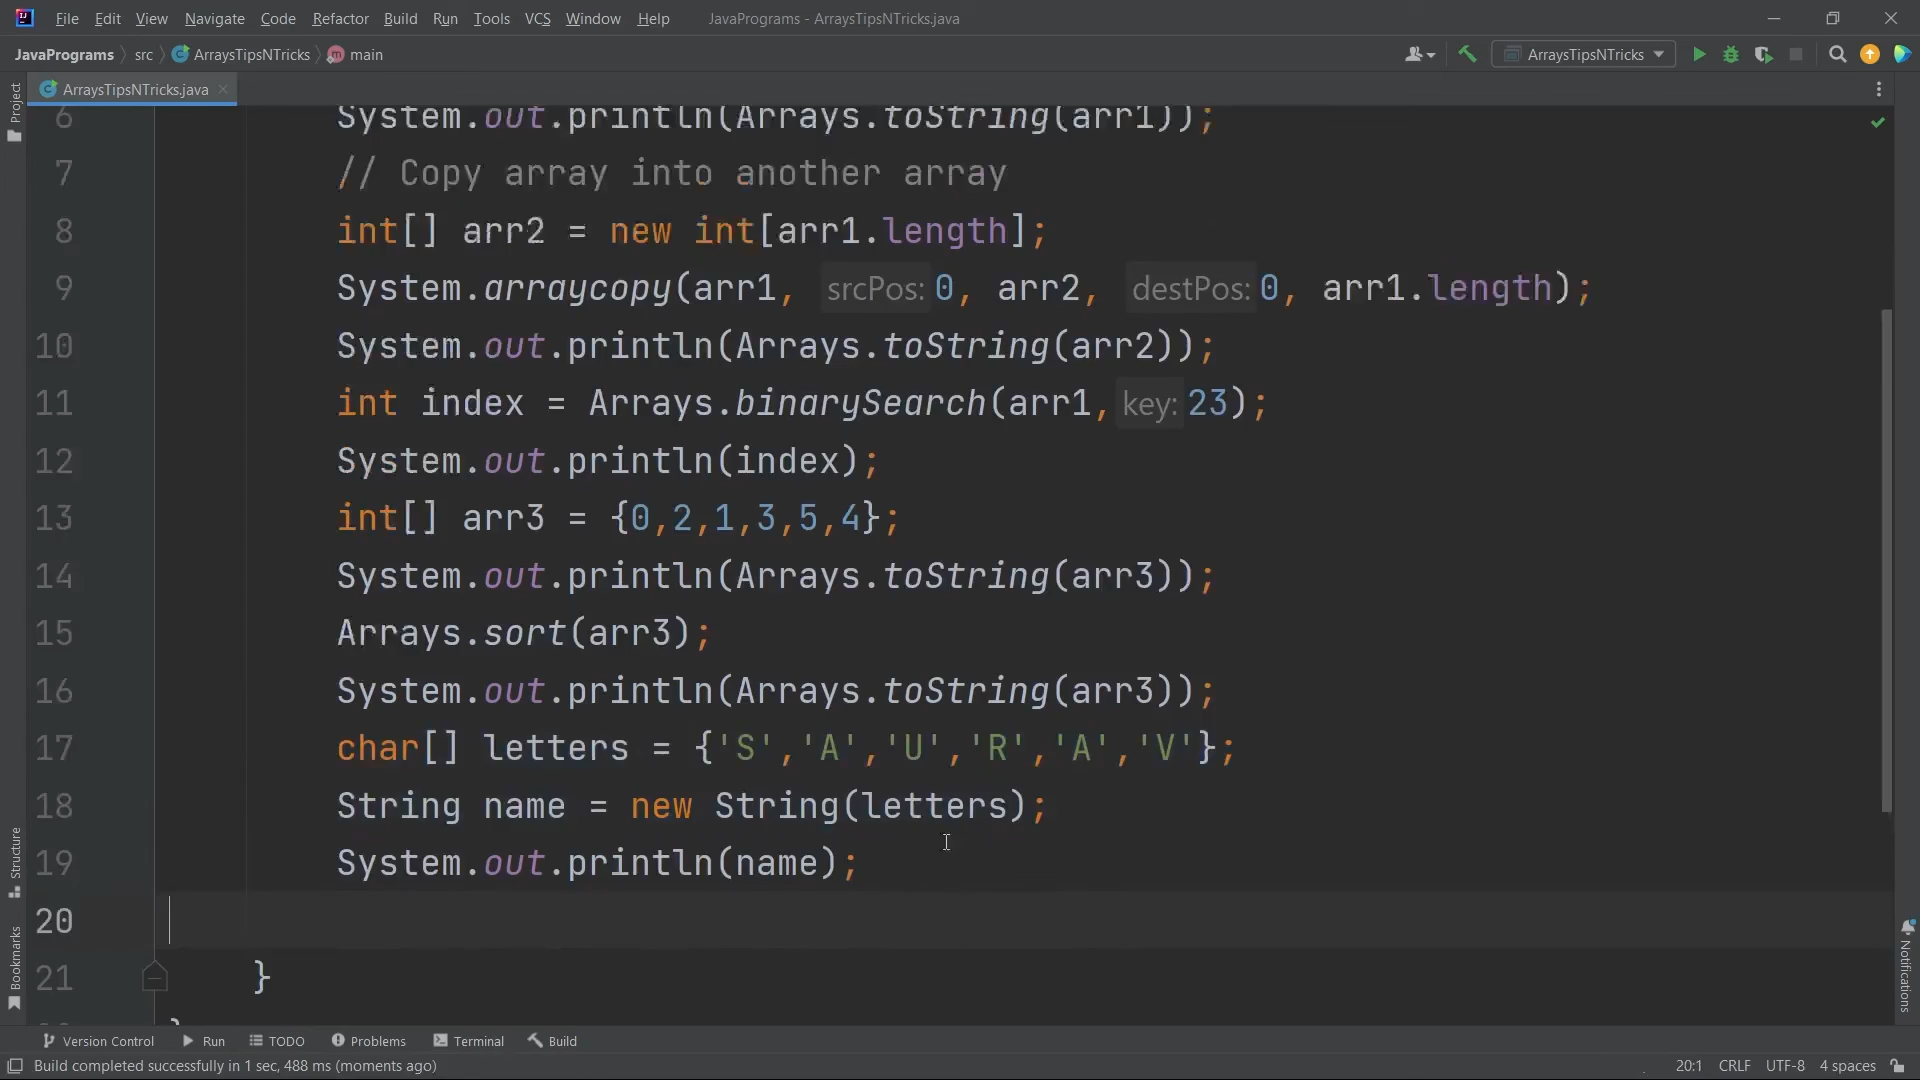 File Edit View Navigate Code Refactor Build Run Tools VCS Window Help JavaPrograms - ArraysTipsNTricks.java
JavaPrograms src ArraysTipsNTricks main ArraysTipsNTricks
ArraysTipsNTricks.java
Project
6 System.out.println(Arrays.toString(arr1));
7 // Copy array into another array
8 int[] arr2 = new int[arr1.length];
9 System.arraycopy(arr1, srcPos: 0, arr2, destPos: 0, arr1.length);
10 System.out.println(Arrays.toString(arr2));
11 int index = Arrays.binarySearch(arr1, key: 23);
12 System.out.println(index);
13 int[] arr3 = {0,2,1,3,5,4};
14 System.out.println(Arrays.toString(arr3));
15 Arrays.sort(arr3);
16 System.out.println(Arrays.toString(arr3));
17 char[] letters = {'S','A','U','R','A','V'};
18 String name = new String(letters);
19 System.out.println(name);
20
21 }
Structure
Bookmarks
Notifications
Version Control Run TODO Problems Terminal Build
Build completed successfully in 1 sec, 488 ms (moments ago) 20:1 CRLF UTF-8 4 spaces